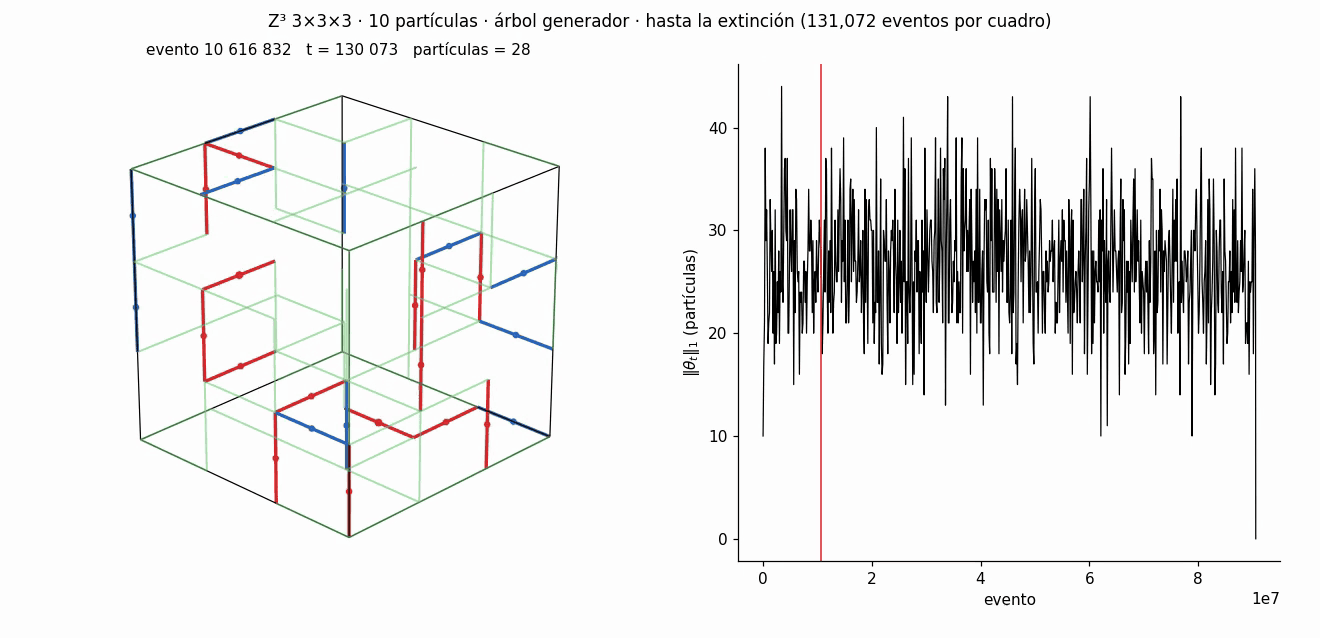 Z³ 3×3×3 · 10 partículas · árbol generador · hasta la extinción (131,072 eventos por cuadro)
evento 10 616 832   t = 130 073   partículas = 28
‖θₜ‖₁ (partículas)
40
30
20
10
0
0 2 4 6 8
evento
1e7